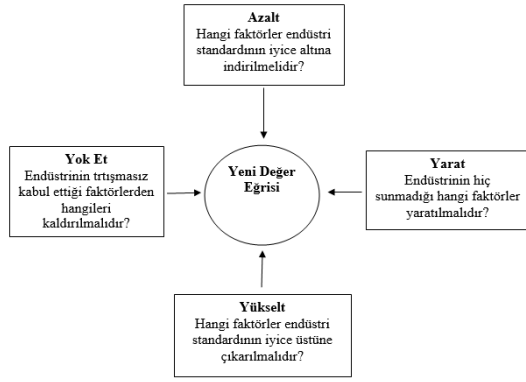 Azalt
Hangi faktörler endüstri
standardının iyice altına
indirilmelidir?
Yok Et
Endüstrinin trtışmasız
kabul ettiği faktörlerden
hangileri
kaldırılmalıdır?
Yeni Değer
Eğrisi
Yarat
Endüstrinin hiç
sunmadığı hangi faktörler
yaratılmalıdır?
Yükselt
Hangi faktörler endüstri
standardının iyice üstüne
çıkarılmalıdır?